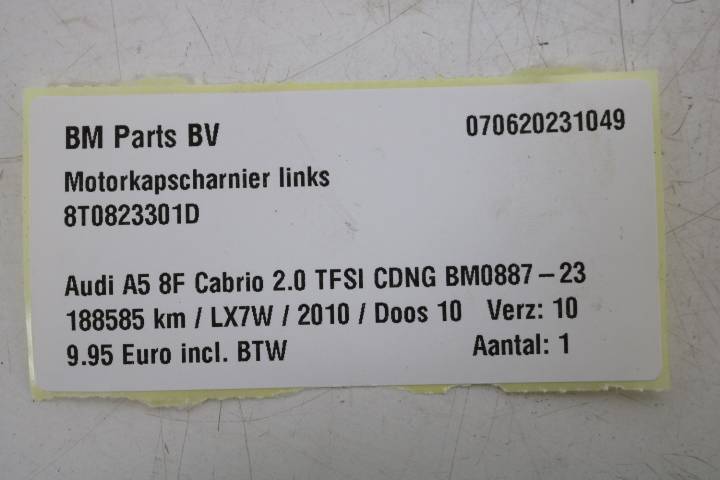 BM Parts BV 070620231049
Motorkapscharnier links
8T0823301D
Audi A5 8F Cabrio 2.0 TFSI CDNG BM0887-23
188585 km / LX7W / 2010 / Doos 10 Verz: 10
9.95 Euro incl. BTW Aantal: 1